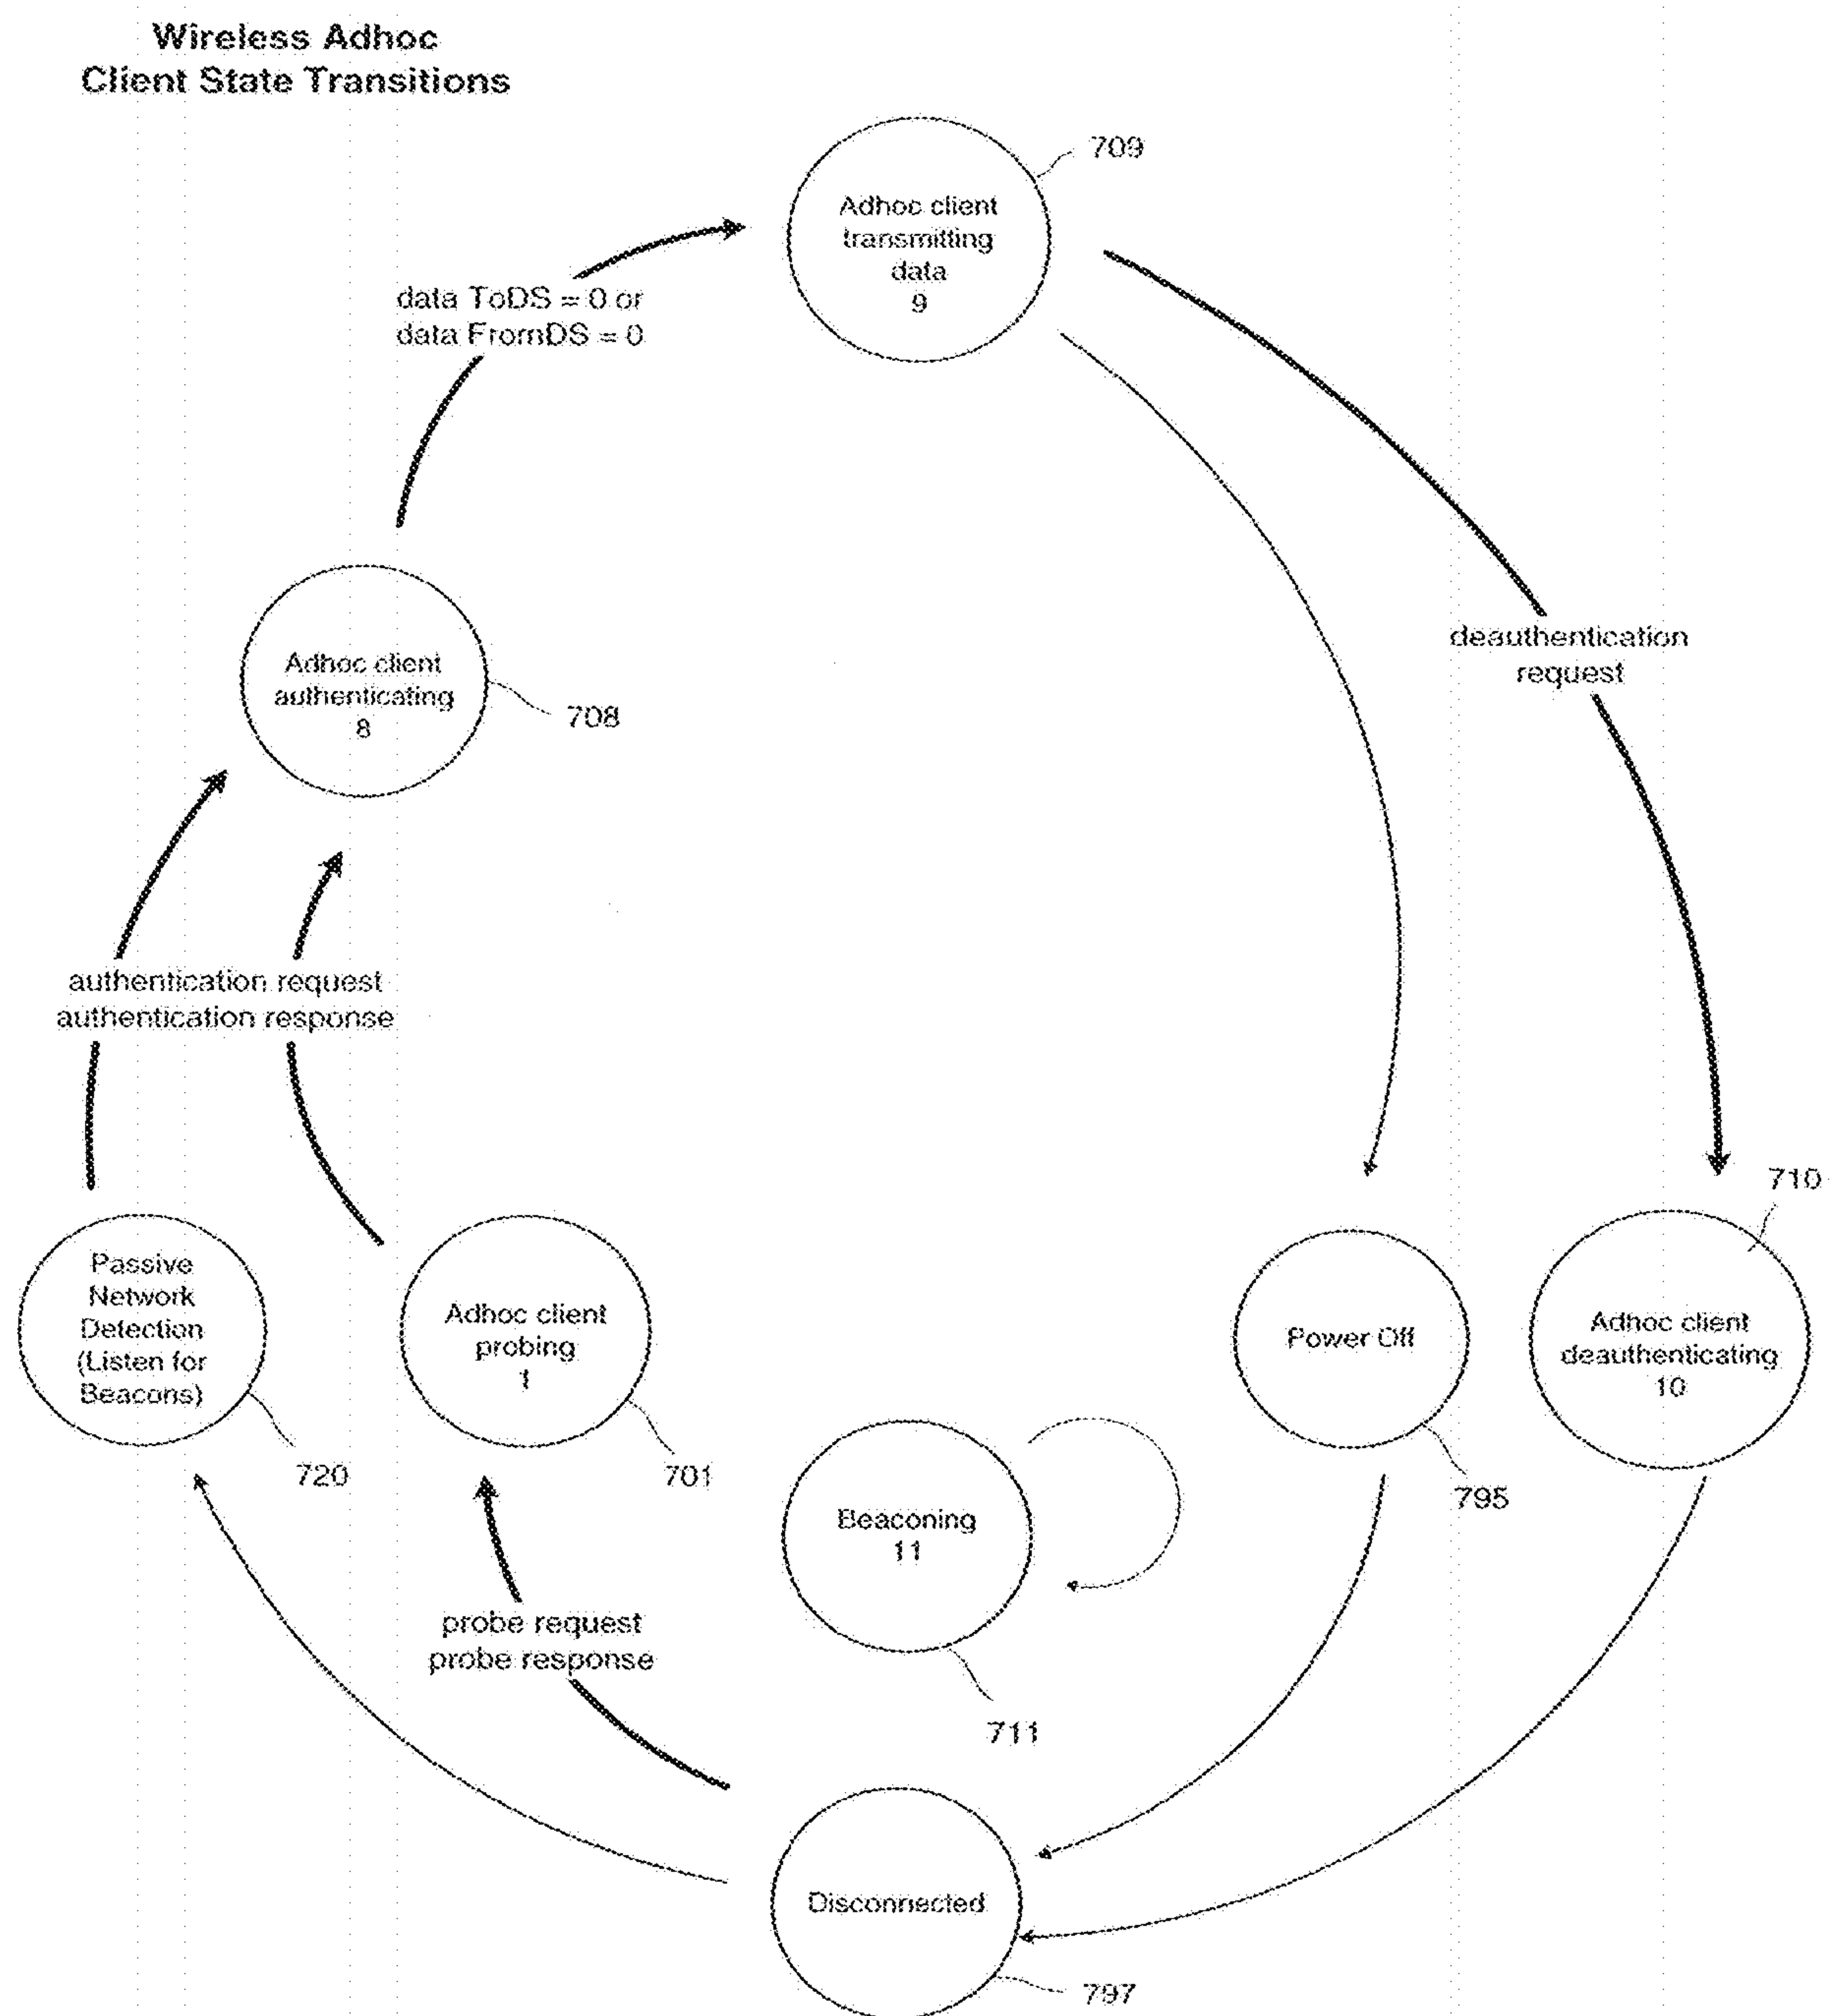 Wireless Adhoc
Client State Transitions
709
Adhoc client
transmitting
data
9
data ToDS = 0 or
data FromDS = 0
deauthentication
request
Adhoc client
authenticating
8
708
authentication request
authentication response
710
Passive
Network
Detection
(Listen for
Beacons)
720
Adhoc client
probing
1
701
Power Off
795
Adhoc client
deauthenticating
10
Beaconing
11
711
probe request
probe response
Disconnected
797